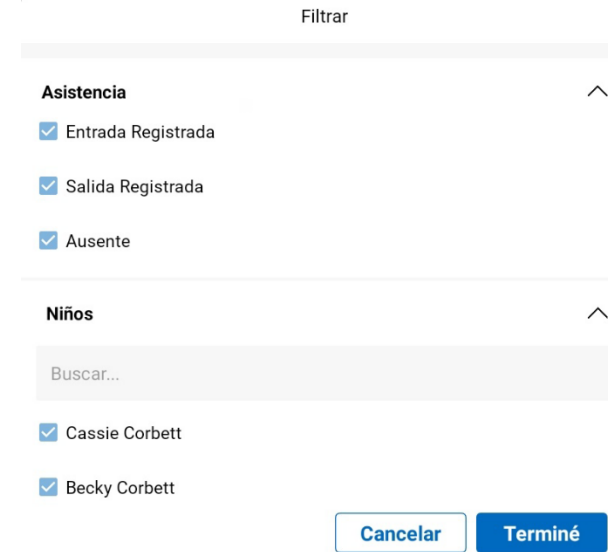 Filtrar
Asistencia
Entrada Registrada
Salida Registrada
Ausente
Niños
Buscar...
Cassie Corbett
Becky Corbett
Cancelar Terminé